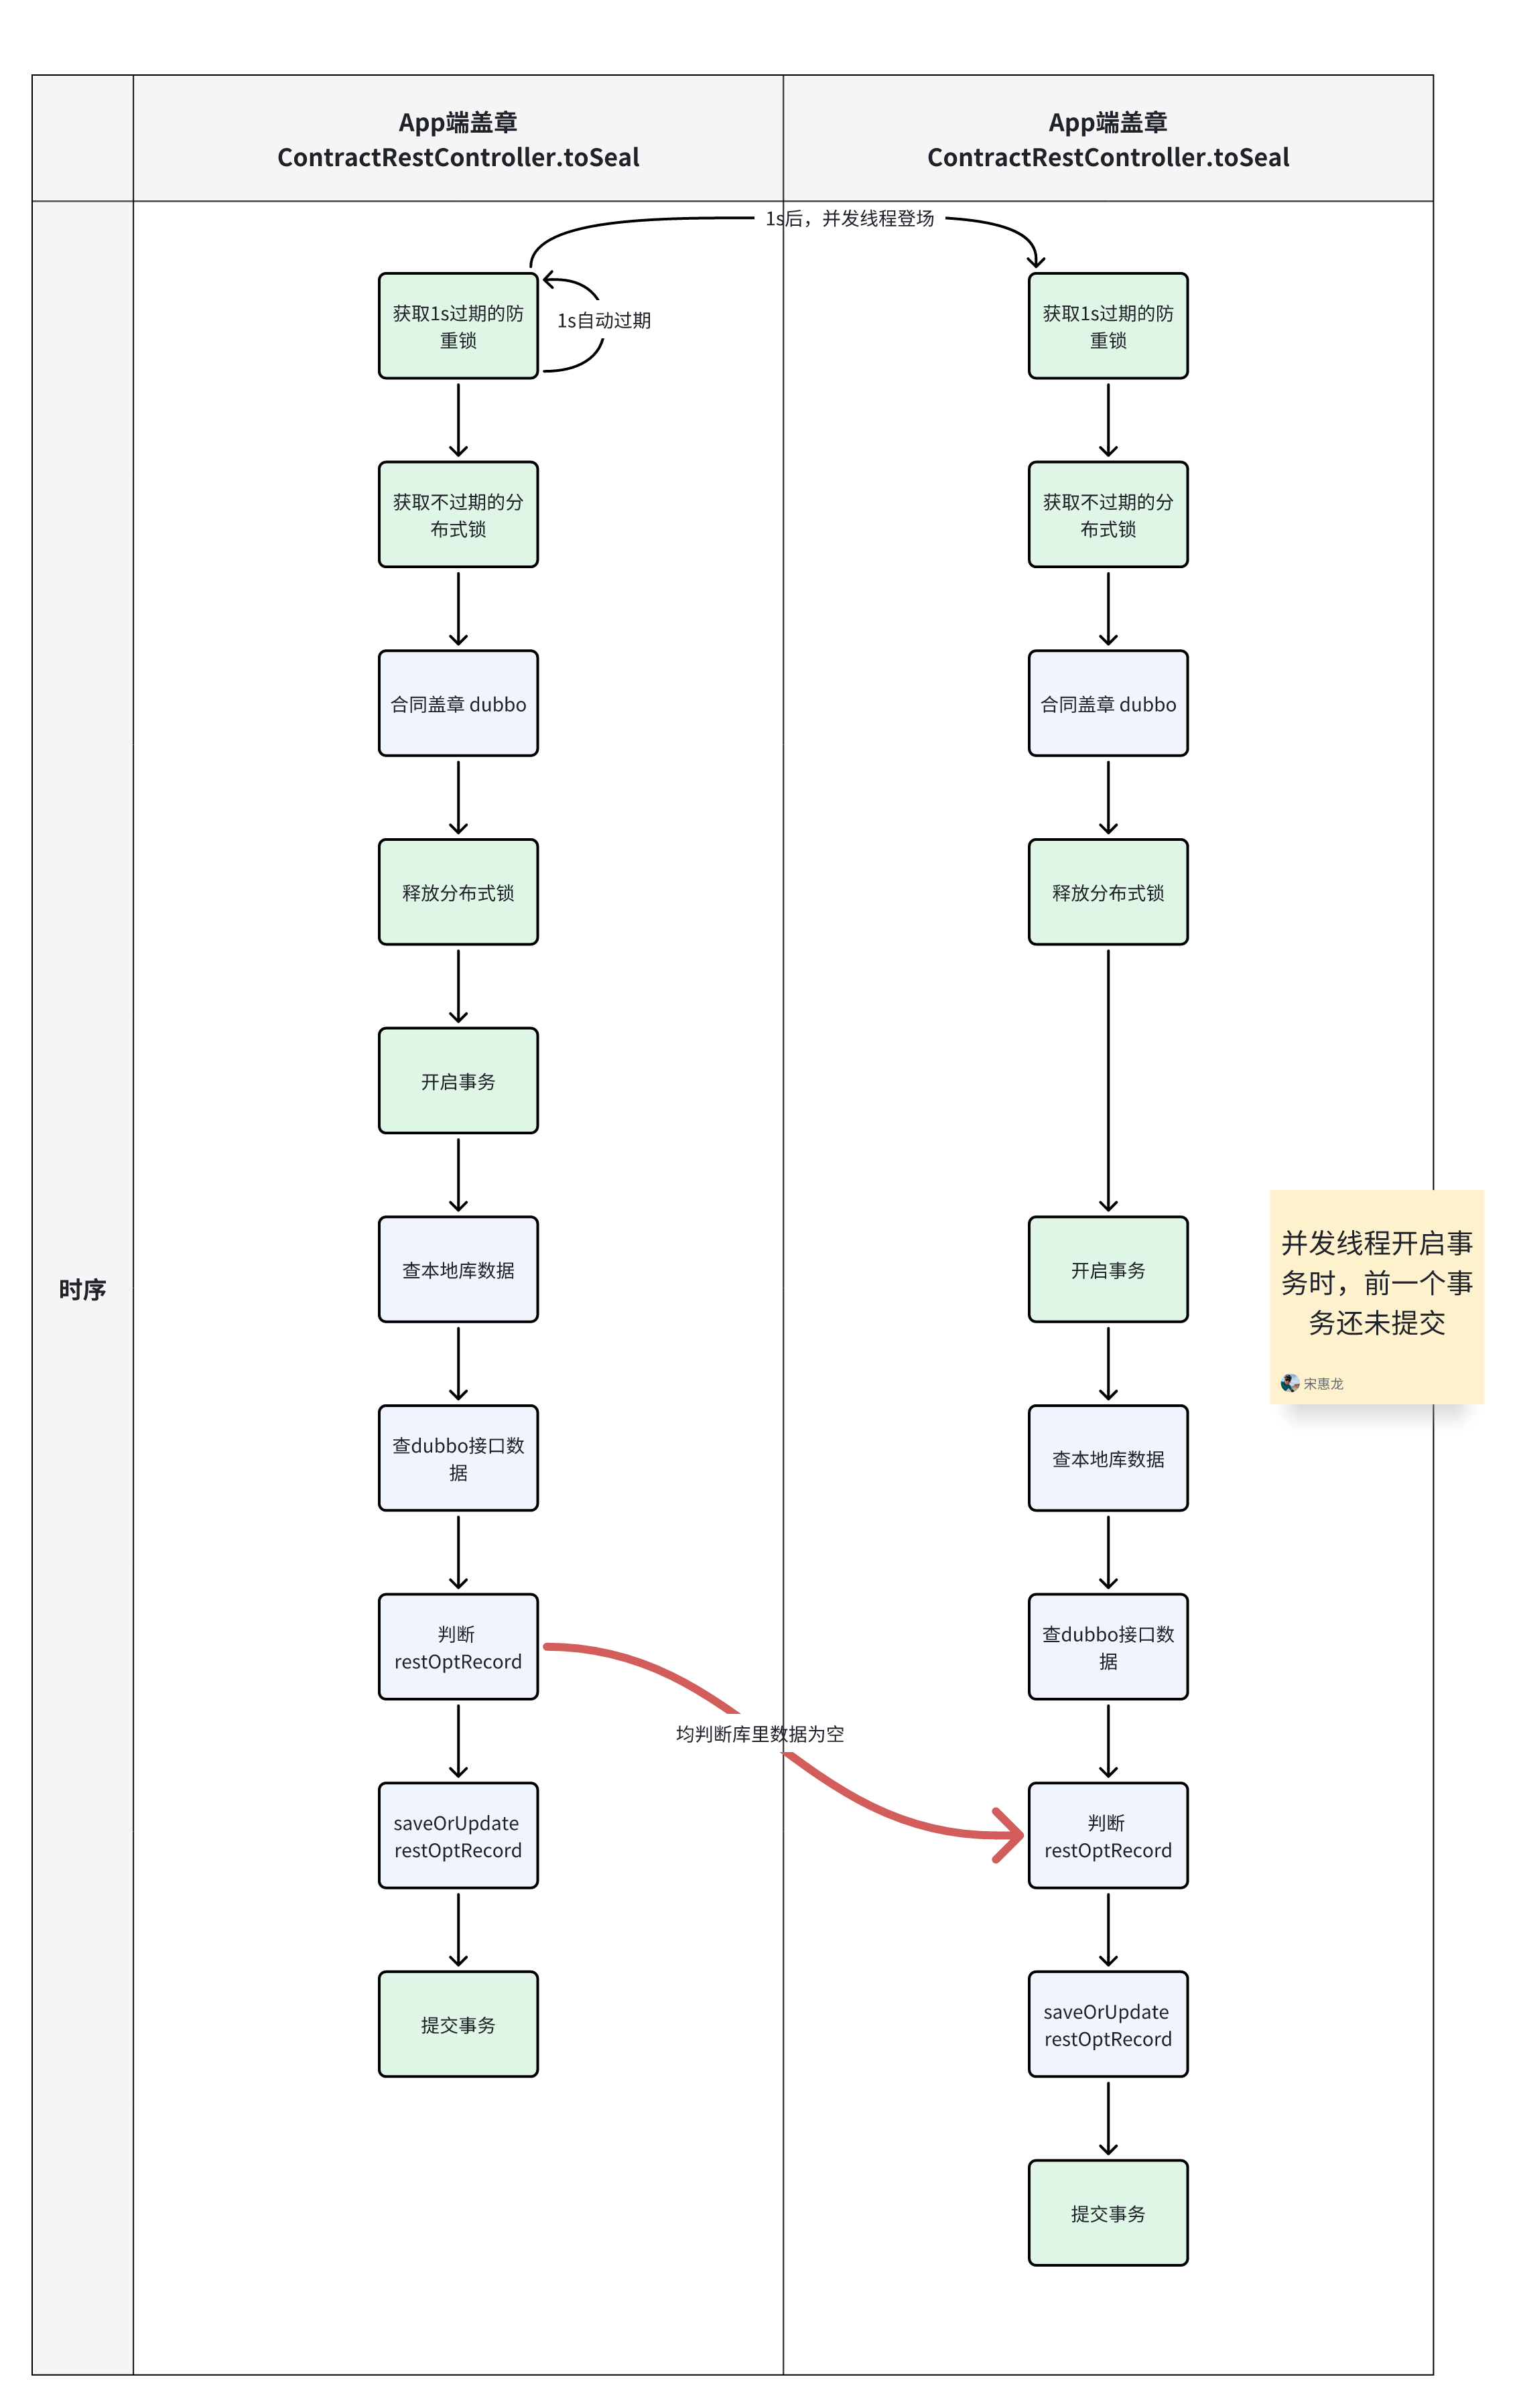 App端盖章
ContractRestController.toSeal
App端盖章
ContractRestController.toSeal
时序
1s后，并发线程登场
获取1s过期的防
重锁
1s自动过期
获取不过期的分
布式锁
合同盖章 dubbo
释放分布式锁
开启事务
查本地库数据
查dubbo接口数
据
判断
restOptRecord
均判断库里数据为空
saveOrUpdate
restOptRecord
提交事务
获取1s过期的防
重锁
获取不过期的分
布式锁
合同盖章 dubbo
释放分布式锁
开启事务
并发线程开启事
务时，前一个事
务还未提交
宋惠龙
查本地库数据
查dubbo接口数
据
判断
restOptRecord
saveOrUpdate
restOptRecord
提交事务